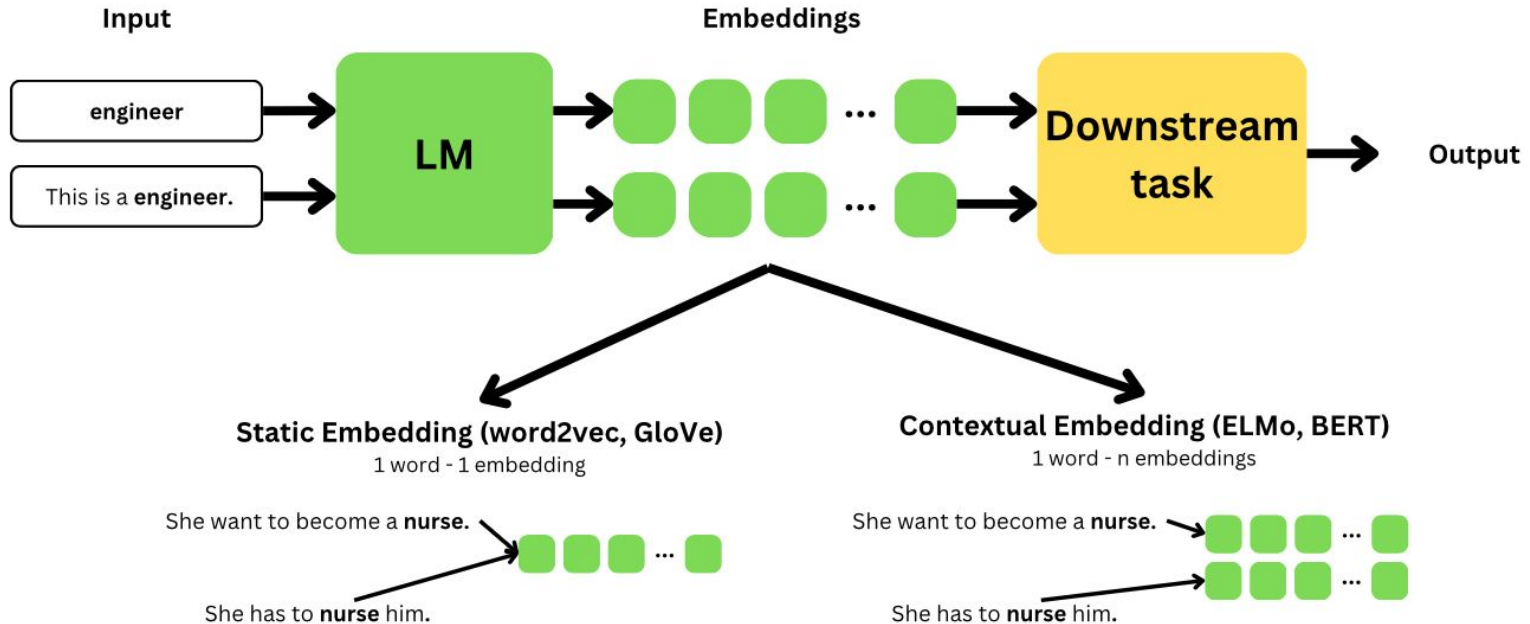 Input
Embeddings
engineer
This is a engineer.
LM
...
...
Downstream
task
Output
Static Embedding (word2vec, GloVe)
1 word - 1 embedding
She want to become a nurse.
...
She has to nurse him.
Contextual Embedding (ELMo, BERT)
1 word - n embeddings
She want to become a nurse.
...
...
She has to nurse him.